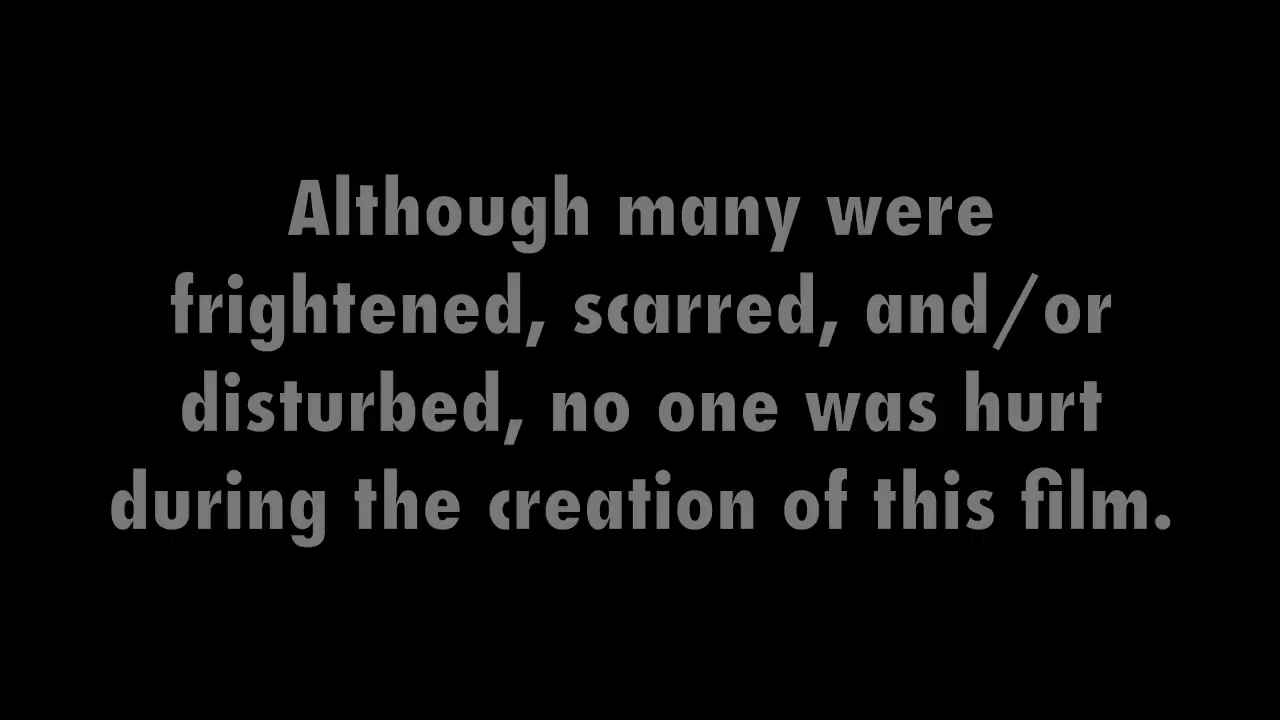 Although many were
frightened, scarred, and/or
disturbed, no one was hurt
during the creation of this film.